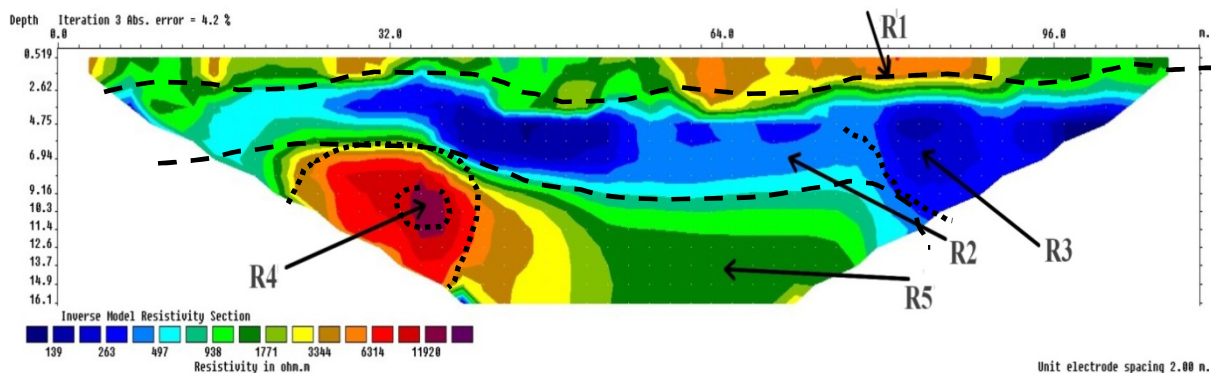 Depth Iteration 3 Abs. error = 4.2 %
0.0 32.0 64.0 96.0 m.
R1
0.519
2.62
4.75
6.94
9.16
10.3
11.4
12.6
13.7
14.9
16.1
R4
R2
R3
R5
Inverse Model Resistivity Section
139 263 497 938 1771 3344 6314 11920
Resistivity in ohm.m
Unit electrode spacing 2.00 m.